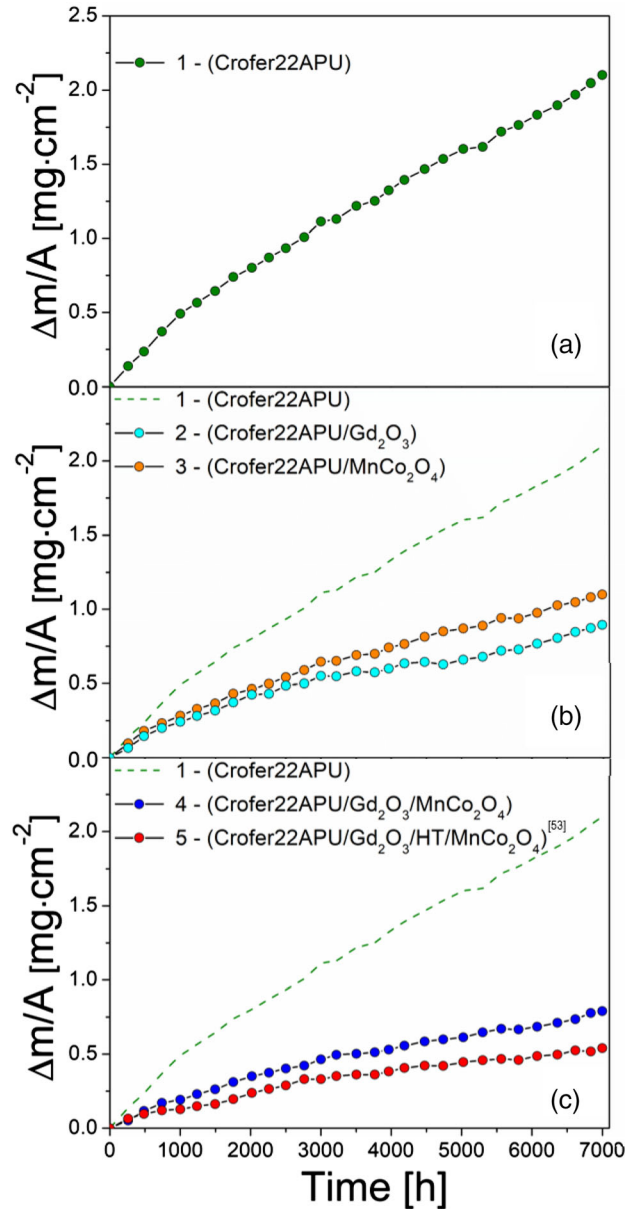 2.5
1 - (Crofer22APU)
2.0
1.5
1.0
0.5
0.0
Δm/A [mg·cm⁻²]
(a)
1 - (Crofer22APU)
2 - (Crofer22APU/Gd₂O₃)
3 - (Crofer22APU/MnCo₂O₄)
2.0
1.5
1.0
0.5
0.0
Δm/A [mg·cm⁻²]
(b)
1 - (Crofer22APU)
4 - (Crofer22APU/Gd₂O₃/MnCo₂O₄)
5 - (Crofer22APU/Gd₂O₃/HT/MnCo₂O₄)[53]
2.0
1.5
1.0
0.5
0.0
Δm/A [mg·cm⁻²]
(c)
0 1000 2000 3000 4000 5000 6000 7000
Time [h]